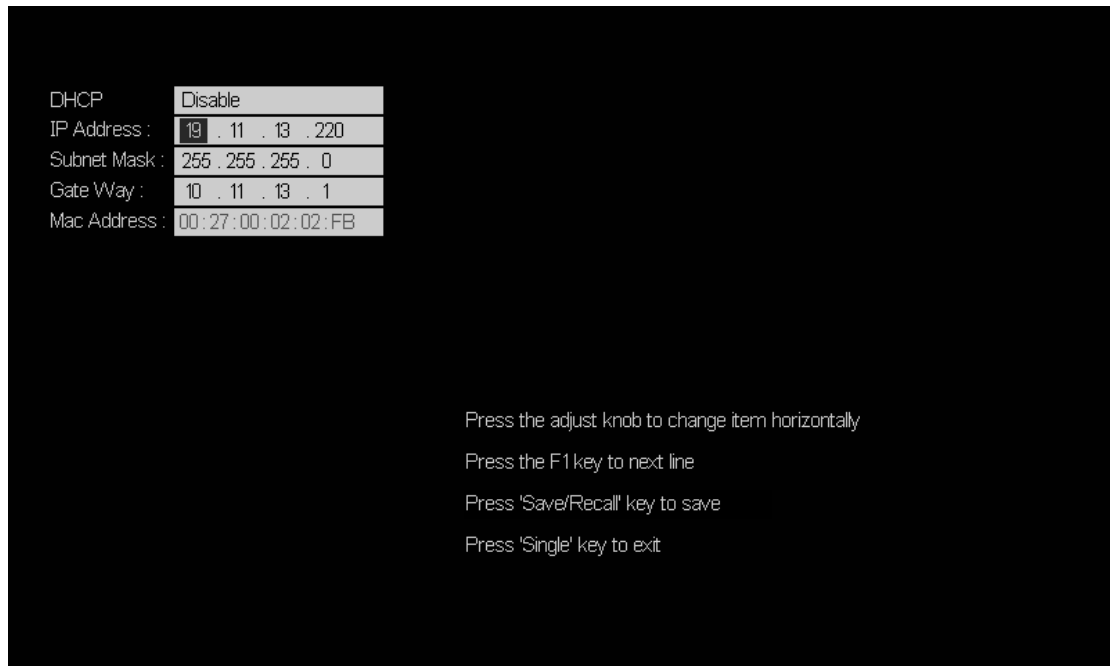 DHCP Disable
IP Address : 19 . 11 . 13 . 220
Subnet Mask : 255 . 255 . 255 . 0
Gate Way : 10 . 11 . 13 . 1
Mac Address : 00:27:00:02:02:FB
Press the adjust knob to change item horizontally
Press the F1 key to next line
Press 'Save/Recall' key to save
Press 'Single' key to exit